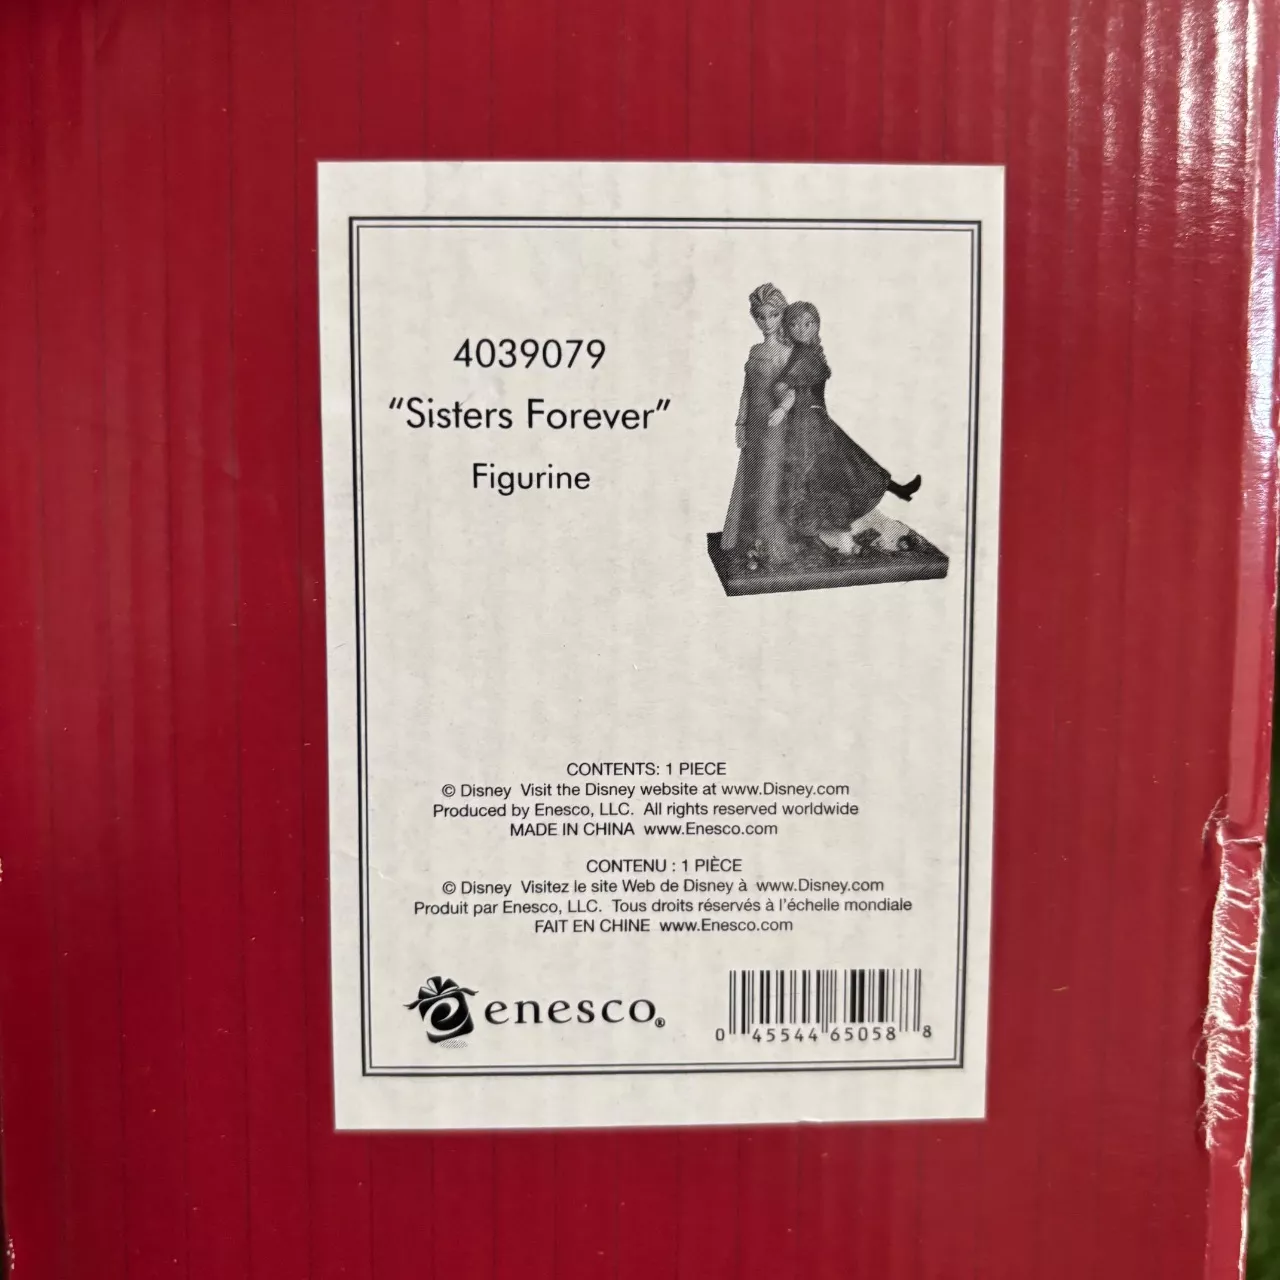 4039079
“Sisters Forever”
Figurine
CONTENTS: 1 PIECE
© Disney Visit the Disney website at www.Disney.com
Produced by Enesco, LLC. All rights reserved worldwide
MADE IN CHINA www.Enesco.com
CONTENU : 1 PIÈCE
© Disney Visitez le site Web de Disney à www.Disney.com
Produit par Enesco, LLC. Tous droits réservés à l’échelle mondiale
FAIT EN CHINE www.Enesco.com
enesco®
0 45544 65058 8